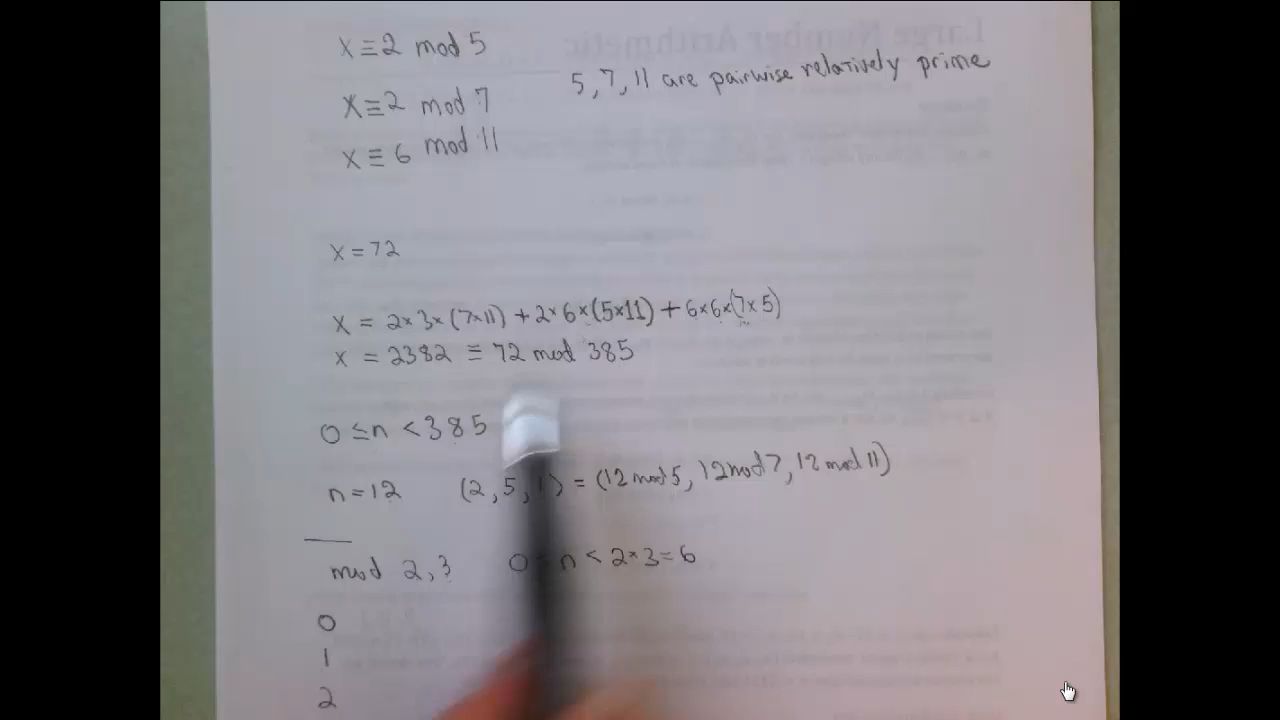 Large Number Arithmetic
x ≡ 2 mod 5
5, 7, 11 are pairwise relatively prime
x ≡ 2 mod 7
x ≡ 6 mod 11
x = 72
x = 2×3×(7×11) + 2×6×(5×11) + 6×6×(7×5)
x = 2382 ≡ 72 mod 385
0 ≤ n < 385
n = 12 (2, 5, 1) = (12 mod 5, 12 mod 7, 12 mod 11)
mod 2, 3 0 n < 2×3=6
0
1
2